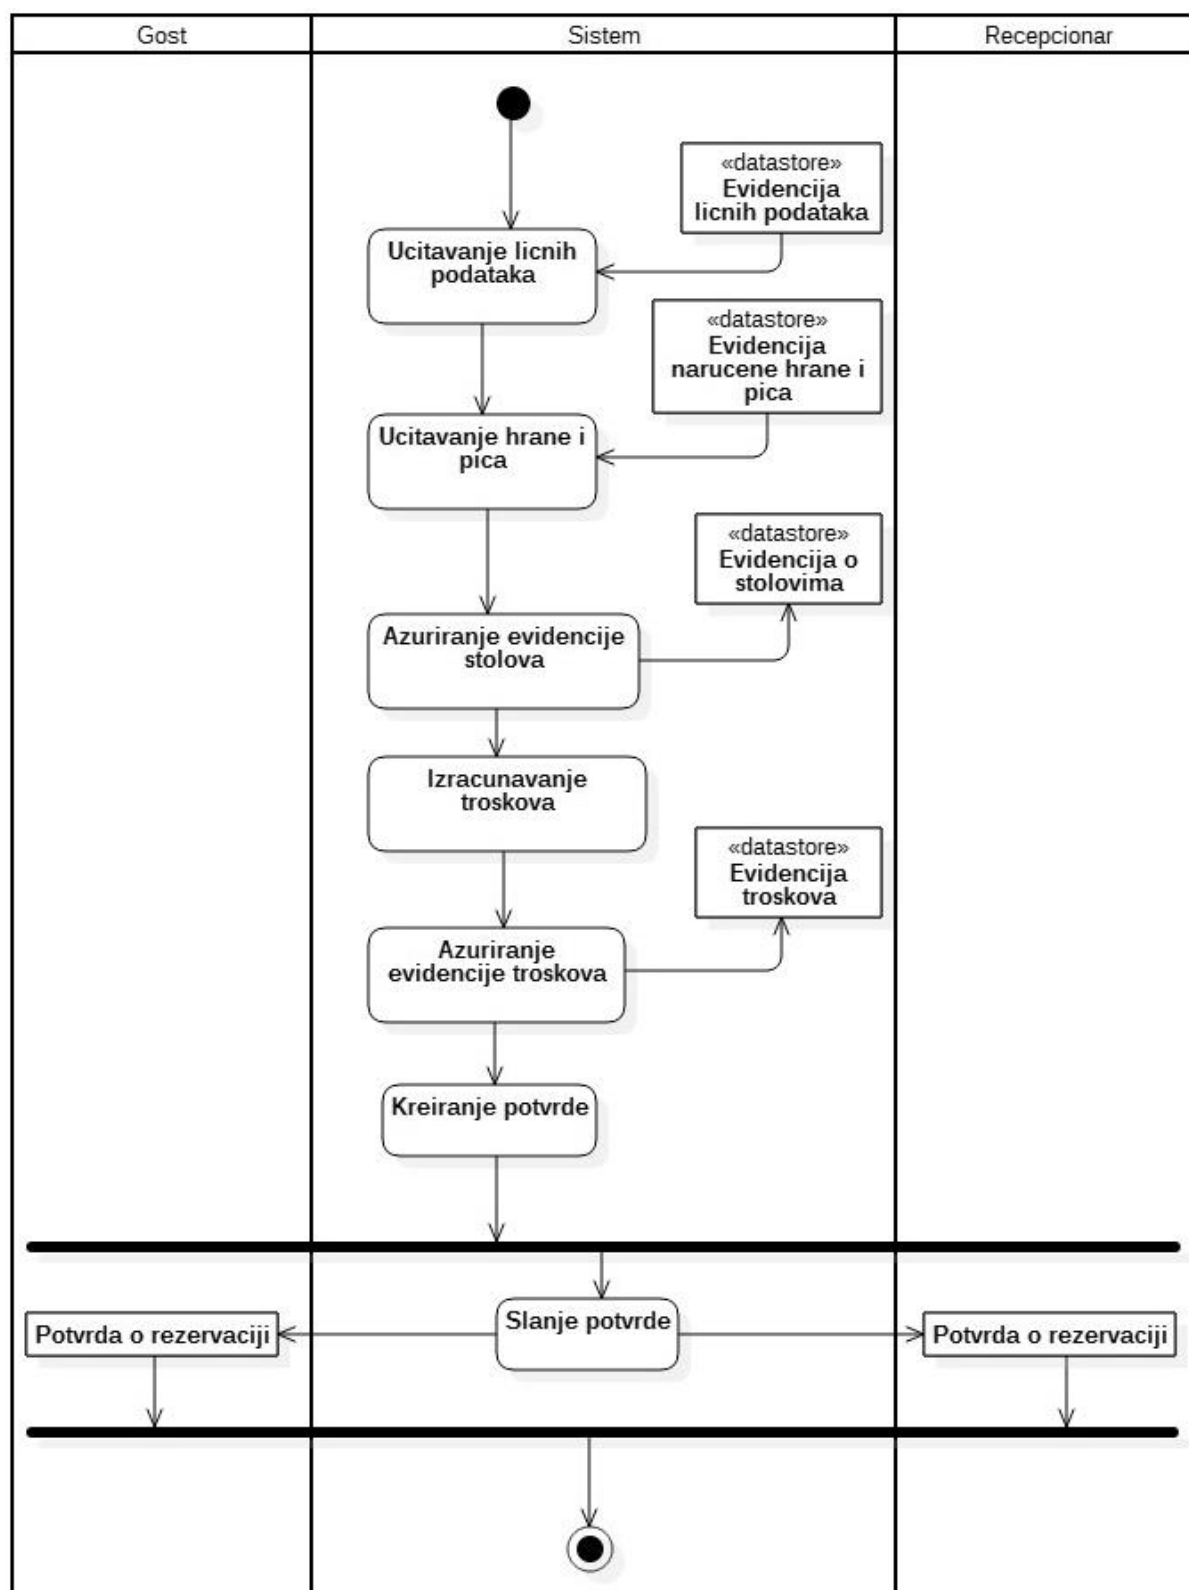 Gost
Sistem
Recepcionar
«datastore»
Evidencija
licnih podataka
Ucitavanje licnih
podataka
«datastore»
Evidencija
narucene hrane i
pica
Ucitavanje hrane i
pica
«datastore»
Evidencija o
stolovima
Azuriranje evidencije
stolova
Izracunavanje
troskova
«datastore»
Evidencija
troskova
Azuriranje
evidencije troskova
Kreiranje potvrde
Potvrda o rezervaciji
Slanje potvrde
Potvrda o rezervaciji